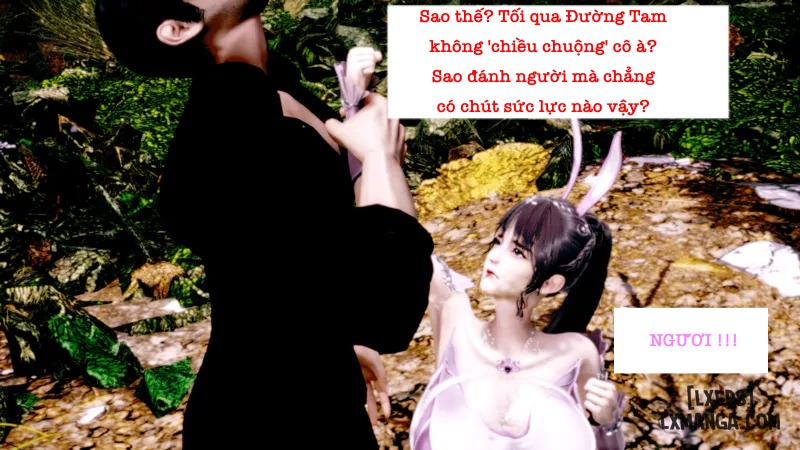 Sao thế? Tối qua Đường Tam
không 'chiều chuộng' cô à?
Sao đánh người mà chẳng
có chút sức lực nào vậy?
NGƯƠI !!!
[LXERS]
LXMANGA.COM